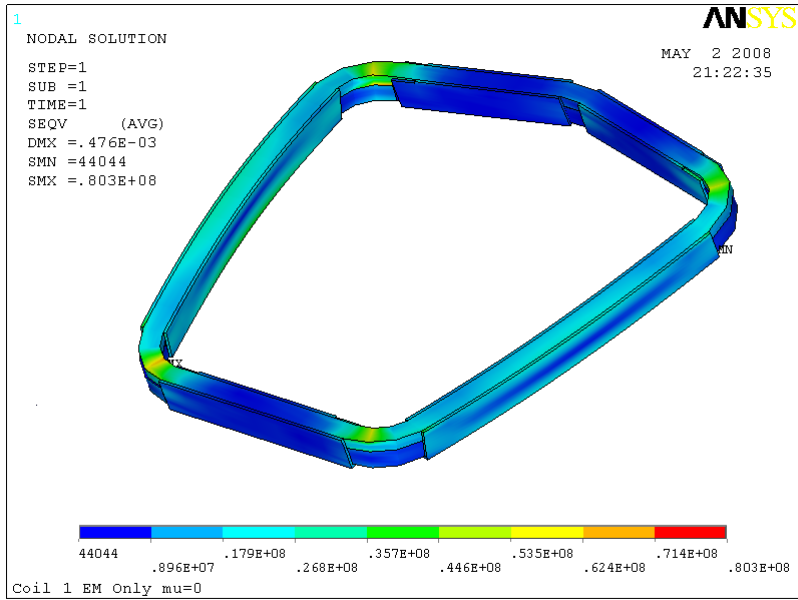 1
ANSYS
NODAL SOLUTION
MAY 2 2008
21:22:35
STEP=1
SUB =1
TIME=1
SEQV (AVG)
DMX =.476E-03
SMN =44044
SMX =.803E+08
MN
MX
44044 .179E+08 .357E+08 .535E+08 .714E+08
.896E+07 .268E+08 .446E+08 .624E+08 .803E+08
Coil 1 EM Only mu=0